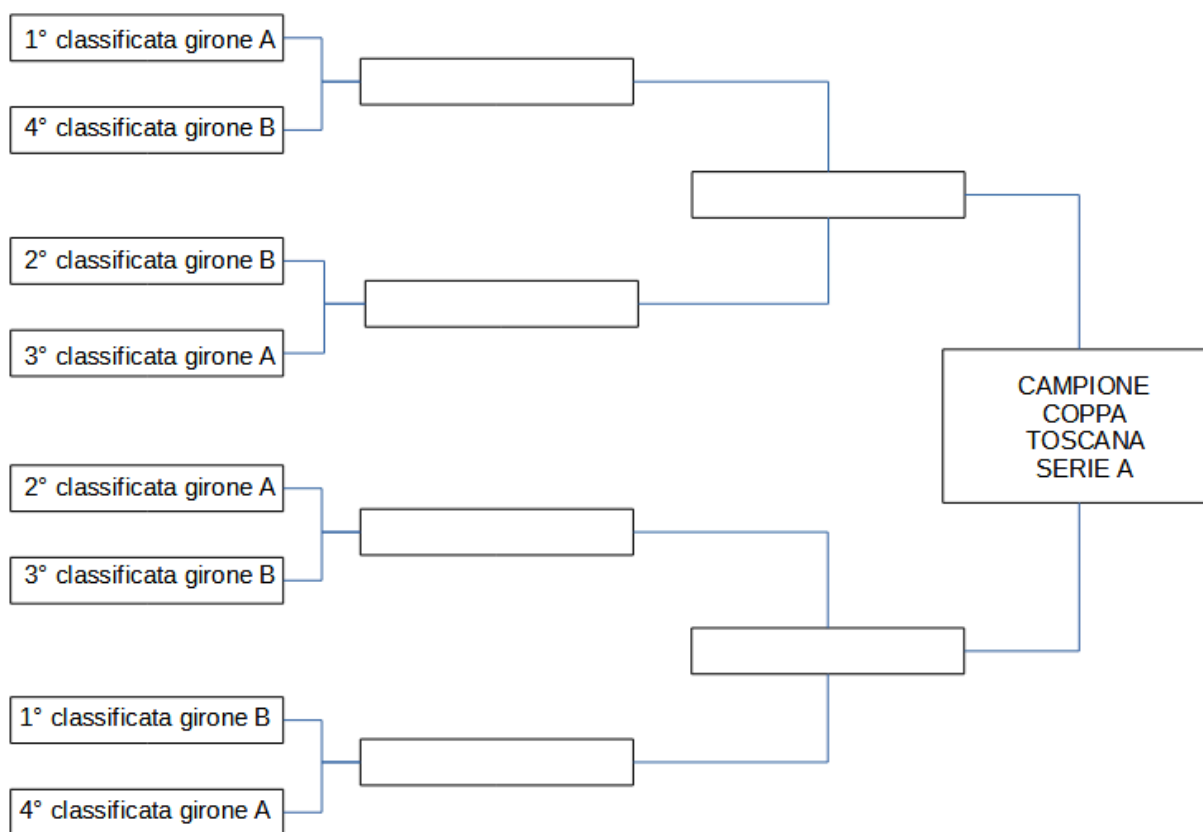 1° classificata girone A
4° classificata girone B
2° classificata girone B
3° classificata girone A
CAMPIONE
COPPA
TOSCANA
SERIE A
2° classificata girone A
3° classificata girone B
1° classificata girone B
4° classificata girone A